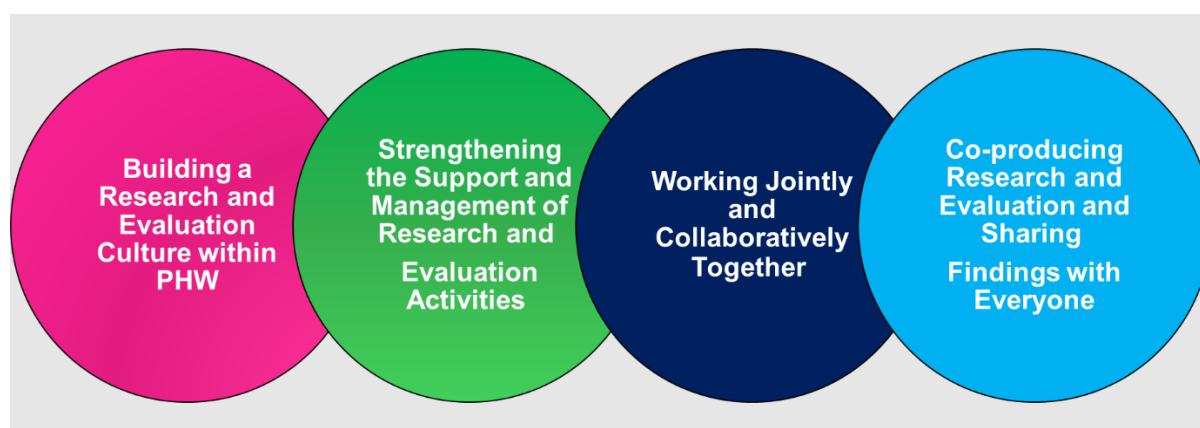 Building a
Research and
Evaluation
Culture within
PHW
Strengthening
the Support and
Management of
Research and
Evaluation
Activities
Working Jointly
and
Collaboratively
Together
Co-producing
Research and
Evaluation and
Sharing
Findings with
Everyone